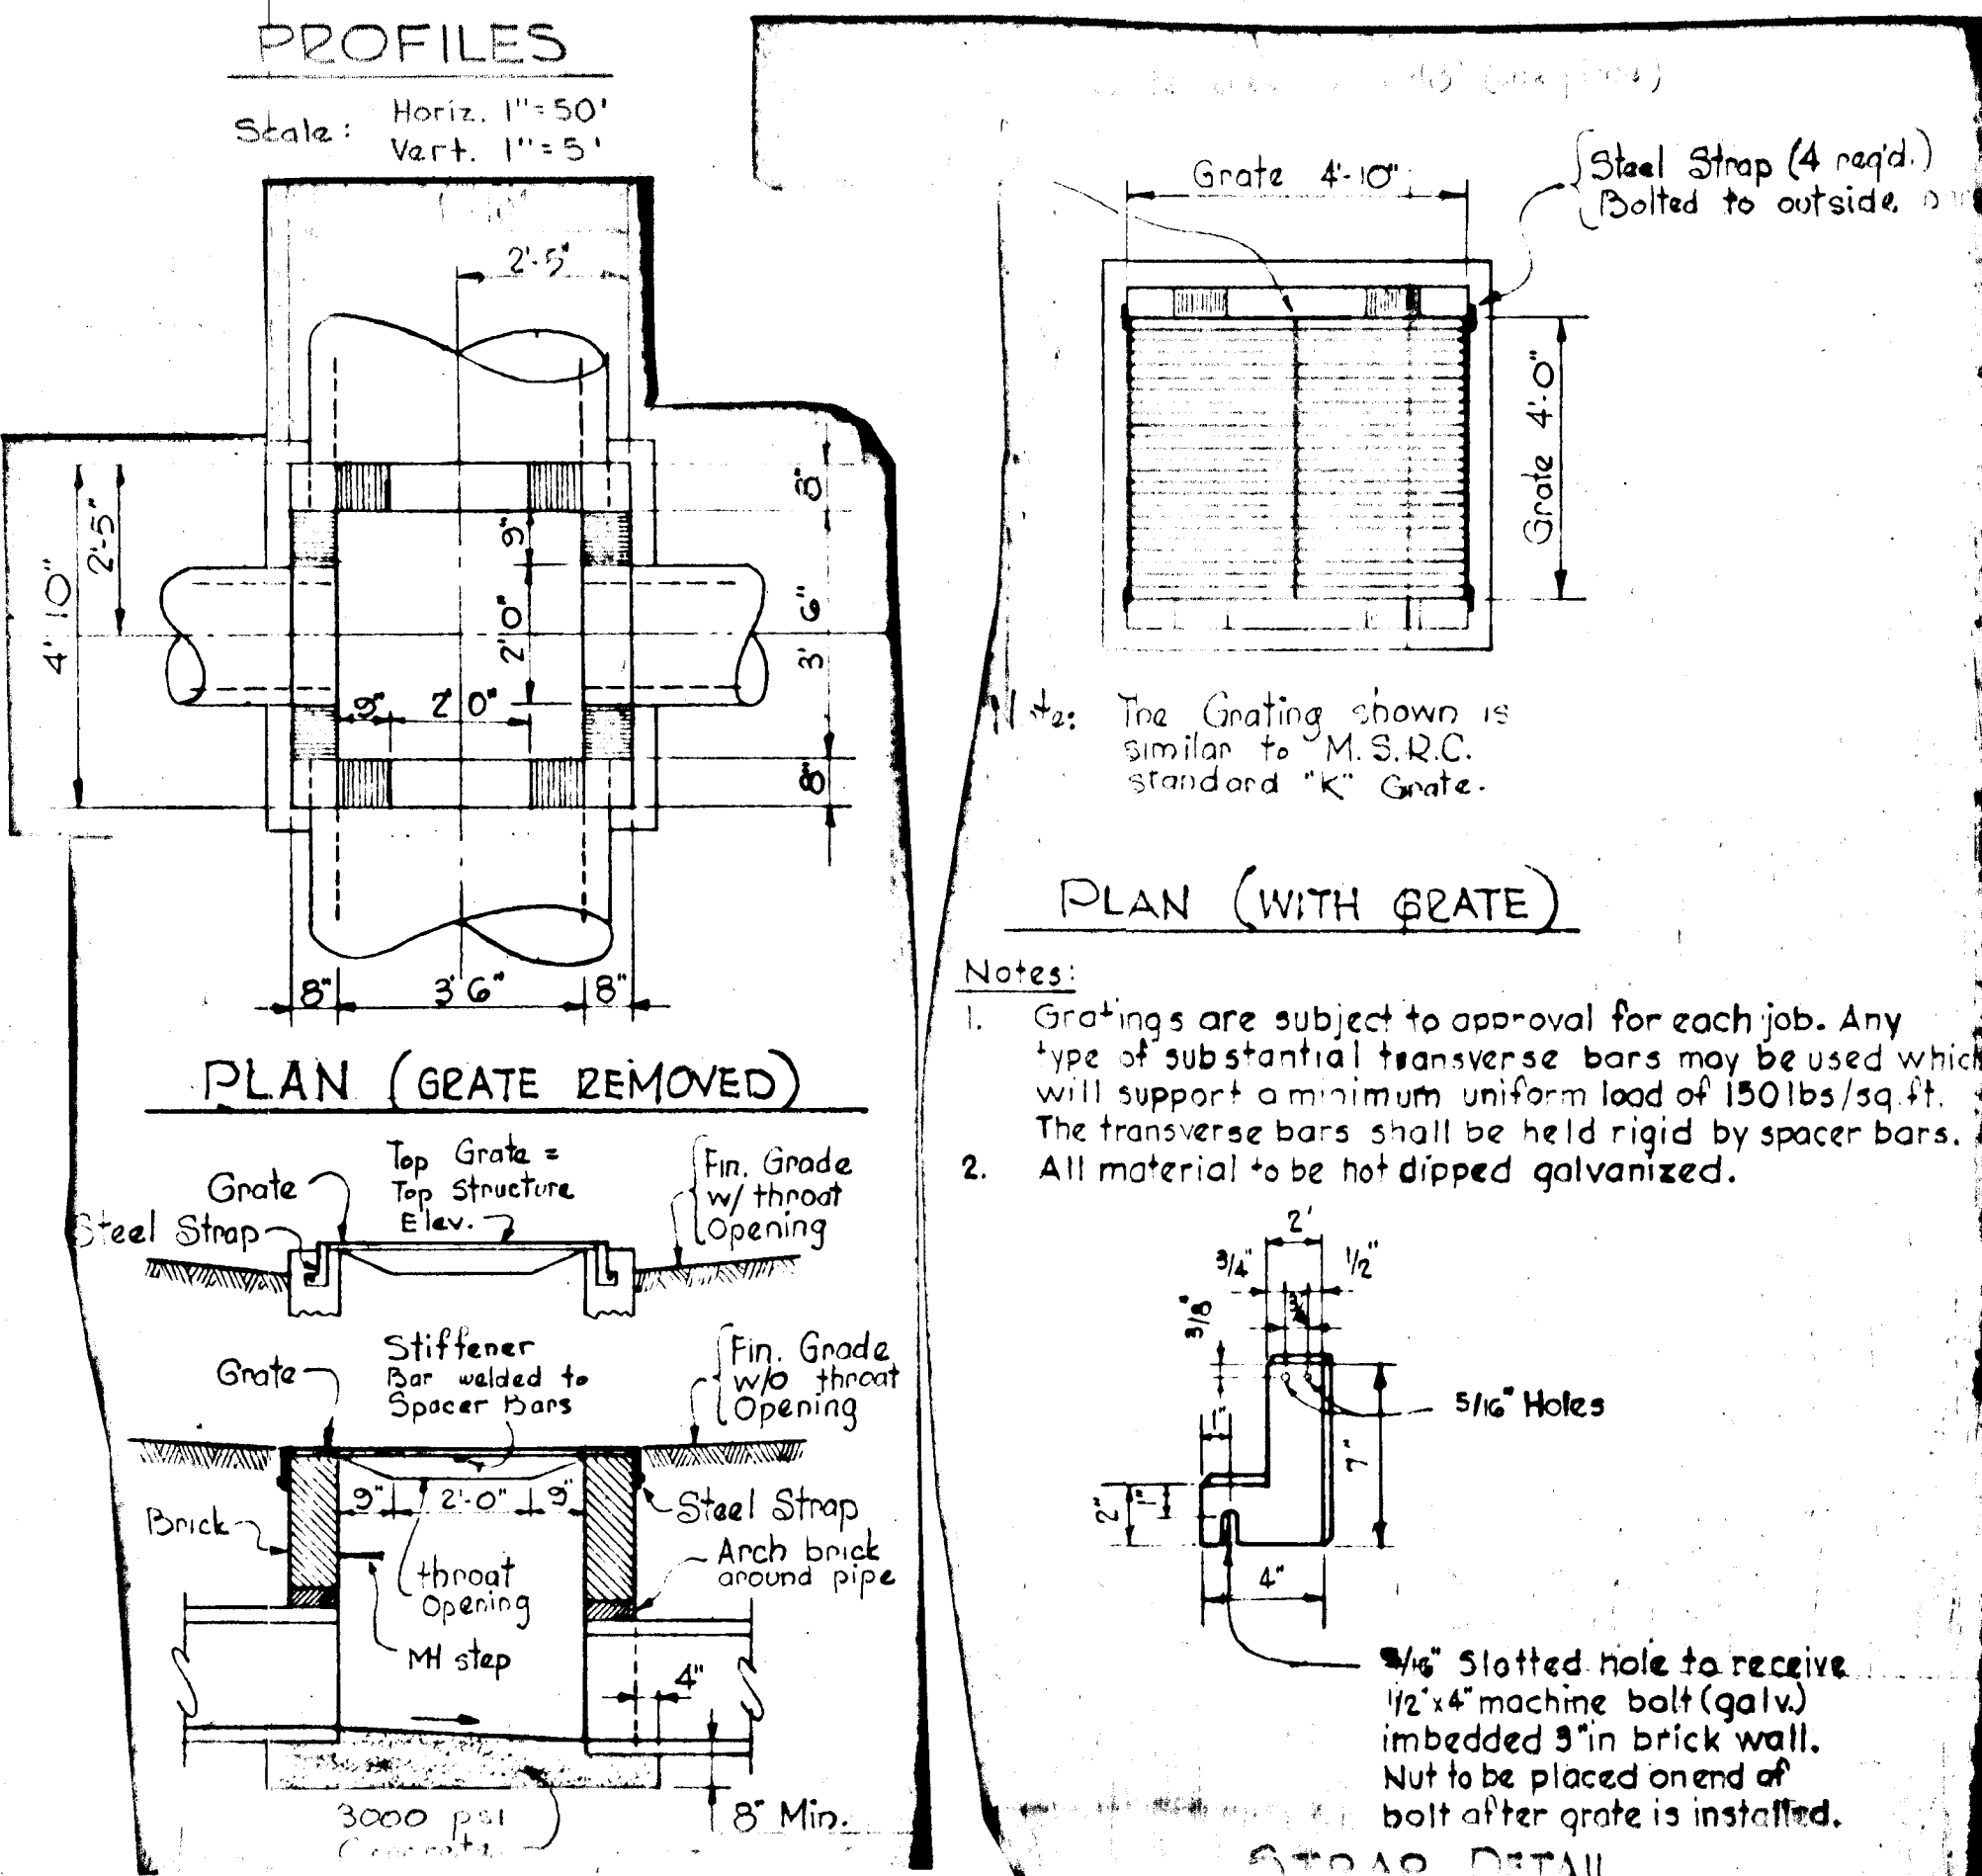 PROFILES
Scale: Horiz. 1"=50'
Vert. 1"=5'
2'-5"
4' 10"
2'-5"
8"
9"
2' 0"
3' 6"
9"
2' 0"
8"
8"
3' 6"
8"
PLAN (GRATE REMOVED)
Grate
Top Grate =
Top Structure
Elev.
Steel Strap
Fin. Grade
w/ throat
Opening
Grate
Stiffener
Bar welded to
Spacer Bars
Fin. Grade
w/o throat
Opening
9"
2'-0"
9"
Brick
Steel Strap
throat
Opening
Arch brick
around pipe
MH step
4"
3000 psi
Concrete
8" Min.
Grate 4'-10"
Steel Strap (4 req'd.)
Bolted to outside
Grate 4'-0"
Note: The Grating shown is
similar to M.S.R.C.
standard "K" Grate.
PLAN (WITH GRATE)
Notes:
1. Gratings are subject to approval for each job. Any
type of substantial transverse bars may be used which
will support a minimum uniform load of 150 lbs/sq.ft.
The transverse bars shall be held rigid by spacer bars.
2. All material to be hot dipped galvanized.
2'
3/4"
1/2"
3/8"
5/16" Holes
1"
7"
2"
1"
4"
Slotted hole to receive
1/2"x4" machine bolt (galv.)
imbedded 3" in brick wall.
Nut to be placed on end of
bolt after grate is installed.
STRAP DETAIL